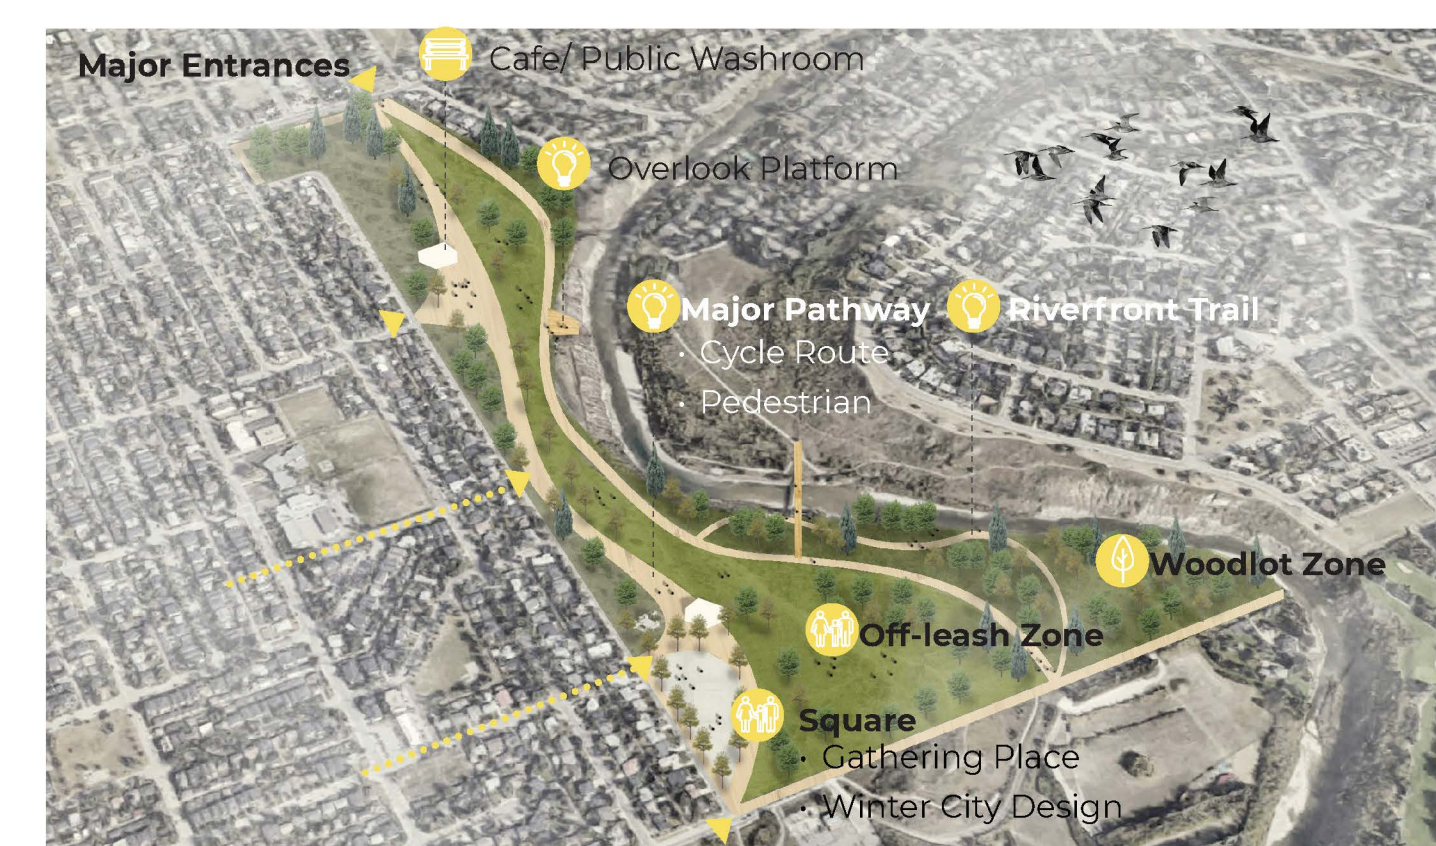 Major Entrances
Cafe/ Public Washroom
Overlook Platform
Major Pathway
• Cycle Route
• Pedestrian
Riverfront Trail
Woodlot Zone
Off-leash Zone
Square
• Gathering Place
• Winter City Design